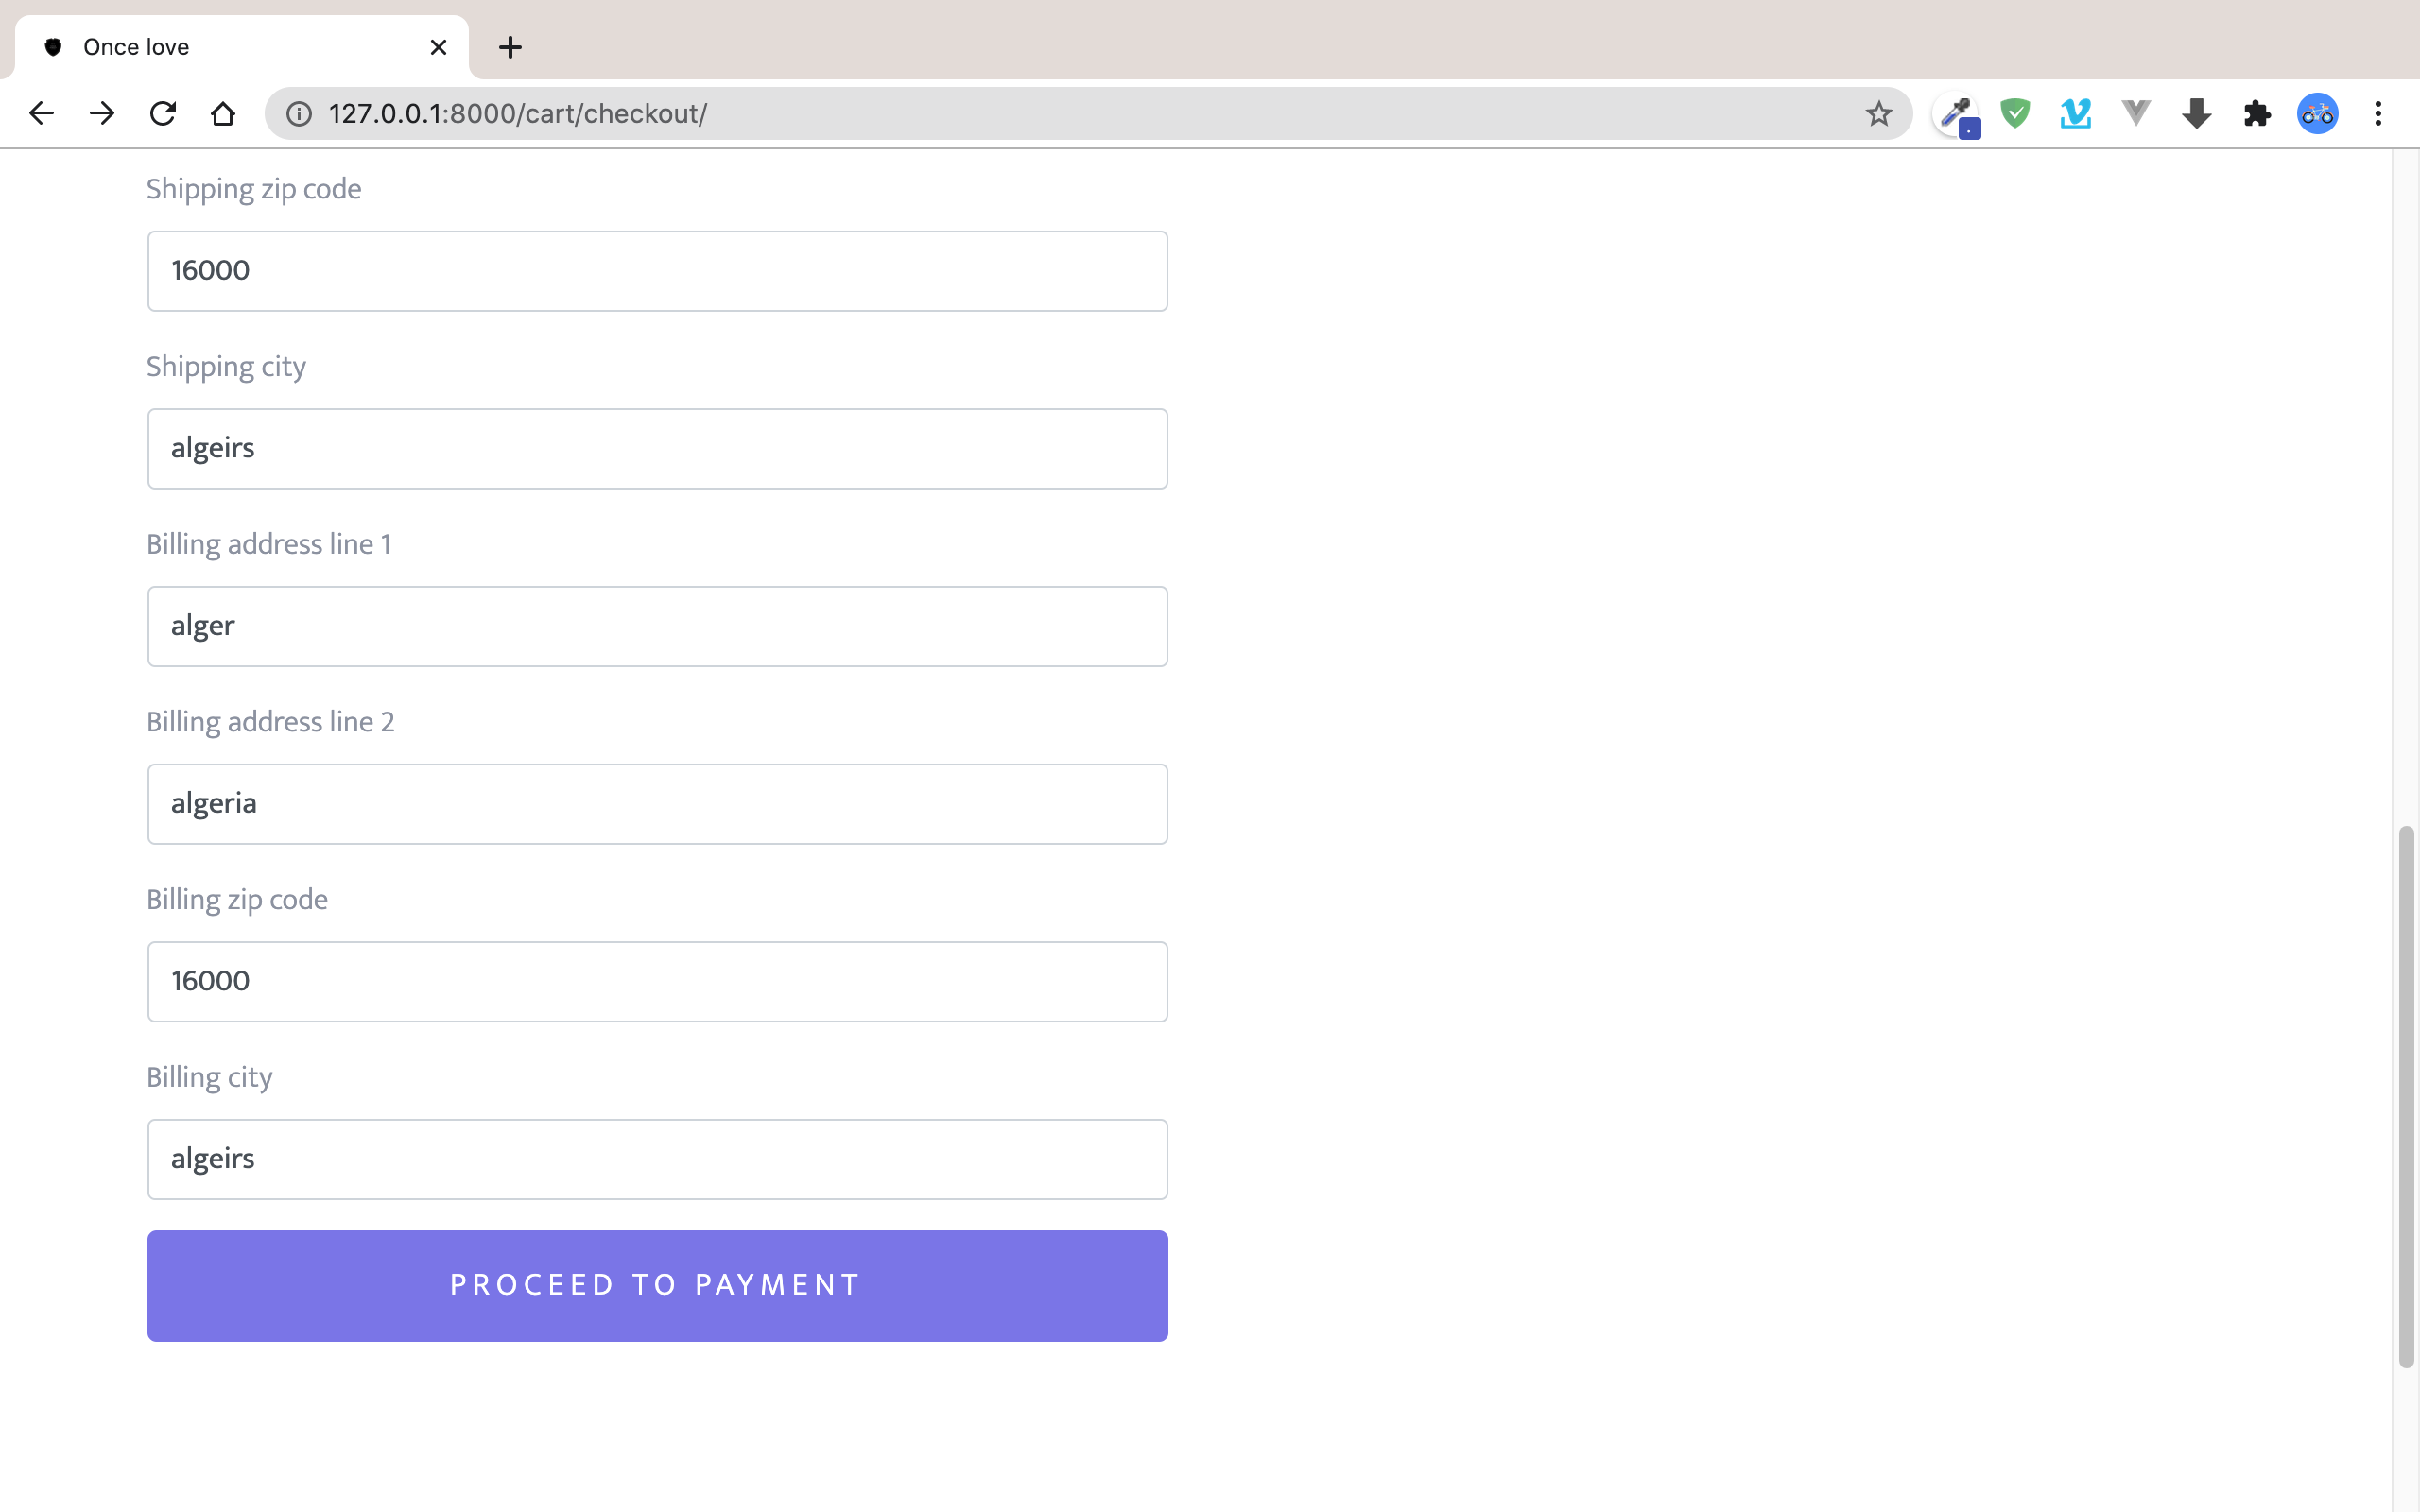 Once love
127.0.0.1:8000/cart/checkout/
Shipping zip code
16000
Shipping city
algeirs
Billing address line 1
alger
Billing address line 2
algeria
Billing zip code
16000
Billing city
algeirs
PROCEED TO PAYMENT